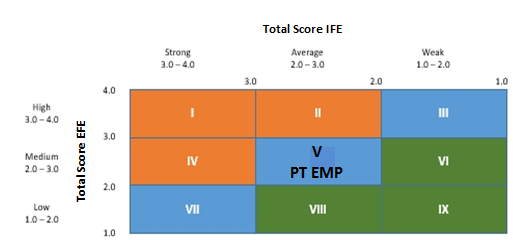 Total Score IFE
Strong
3.0 – 4.0
Average
2.0 – 3.0
Weak
1.0 – 2.0
4.0
3.0
2.0
1.0
Total Score EFE
High
3.0 – 4.0
I
II
III
3.0
Medium
2.0 – 3.0
IV
V
PT EMP
VI
2.0
Low
1.0 – 2.0
VII
VIII
IX
1.0